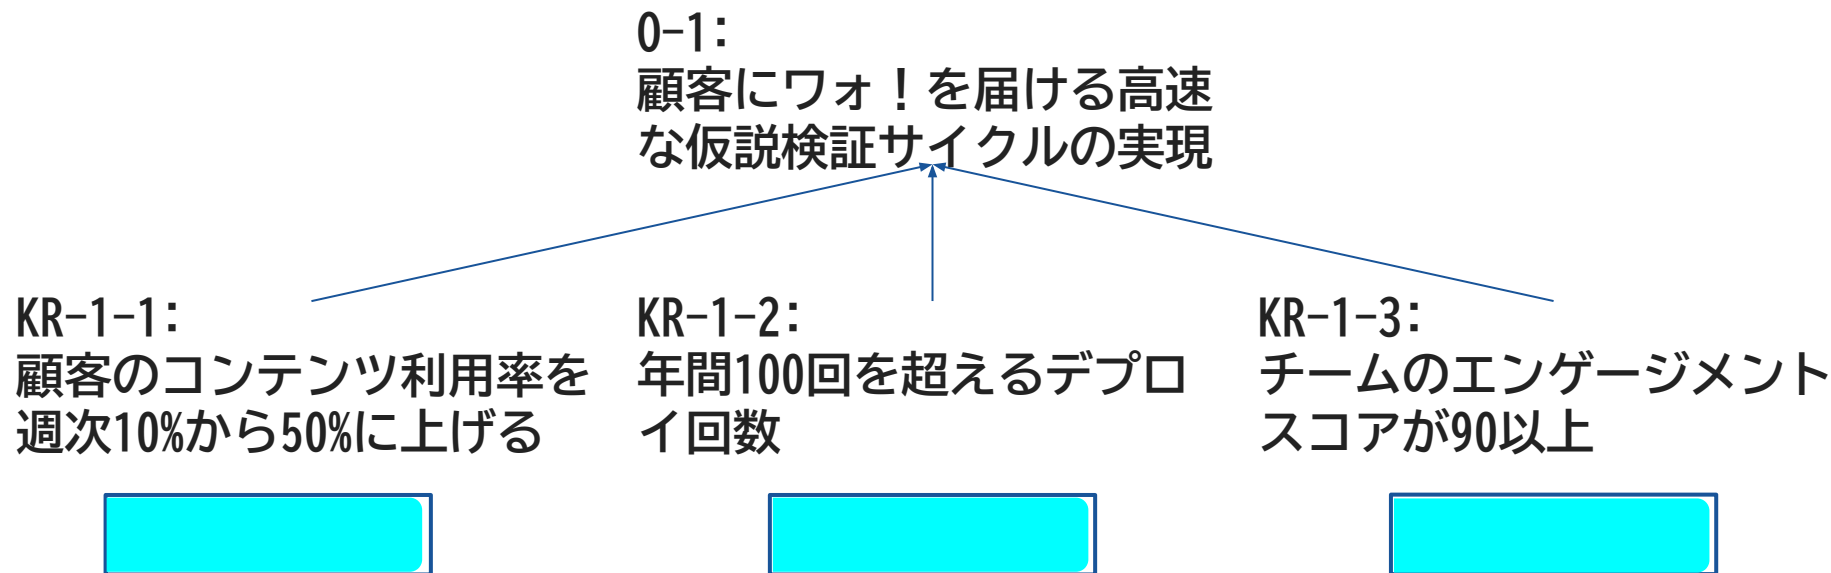 O-1:
顧客にワォ！を届ける高速
な仮説検証サイクルの実現
KR-1-1:
顧客のコンテンツ利用率を
週次10%から50%に上げる
KR-1-2:
年間100回を超えるデプロ
イ回数
KR-1-3:
チームのエンゲージメント
スコアが90以上